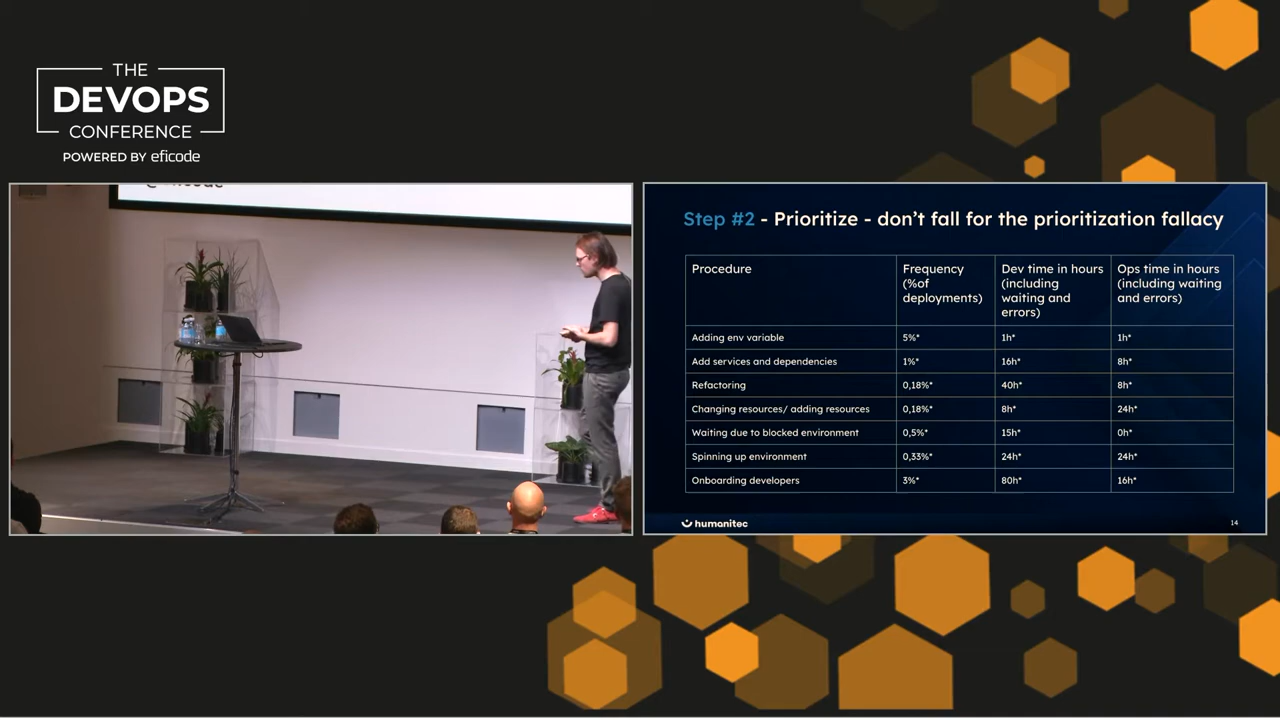 THE
DEVOPS
CONFERENCE
POWERED BY eficode
Step #2 - Prioritize - don't fall for the prioritization fallacy
Procedure
Frequency
(%of
deployments)
Dev time in hours
(including
waiting and
errors)
Ops time in hours
(including waiting
and errors)
Adding env variable 5%* 1h* 1h*
Add services and dependencies 1%* 16h* 8h*
Refactoring 0,18%* 40h* 8h*
Changing resources/ adding resources 0,18%* 8h* 24h*
Waiting due to blocked environment 0,5%* 15h* 0h*
Spinning up environment 0,33%* 24h* 24h*
Onboarding developers 3%* 80h* 16h*
humanitec
14